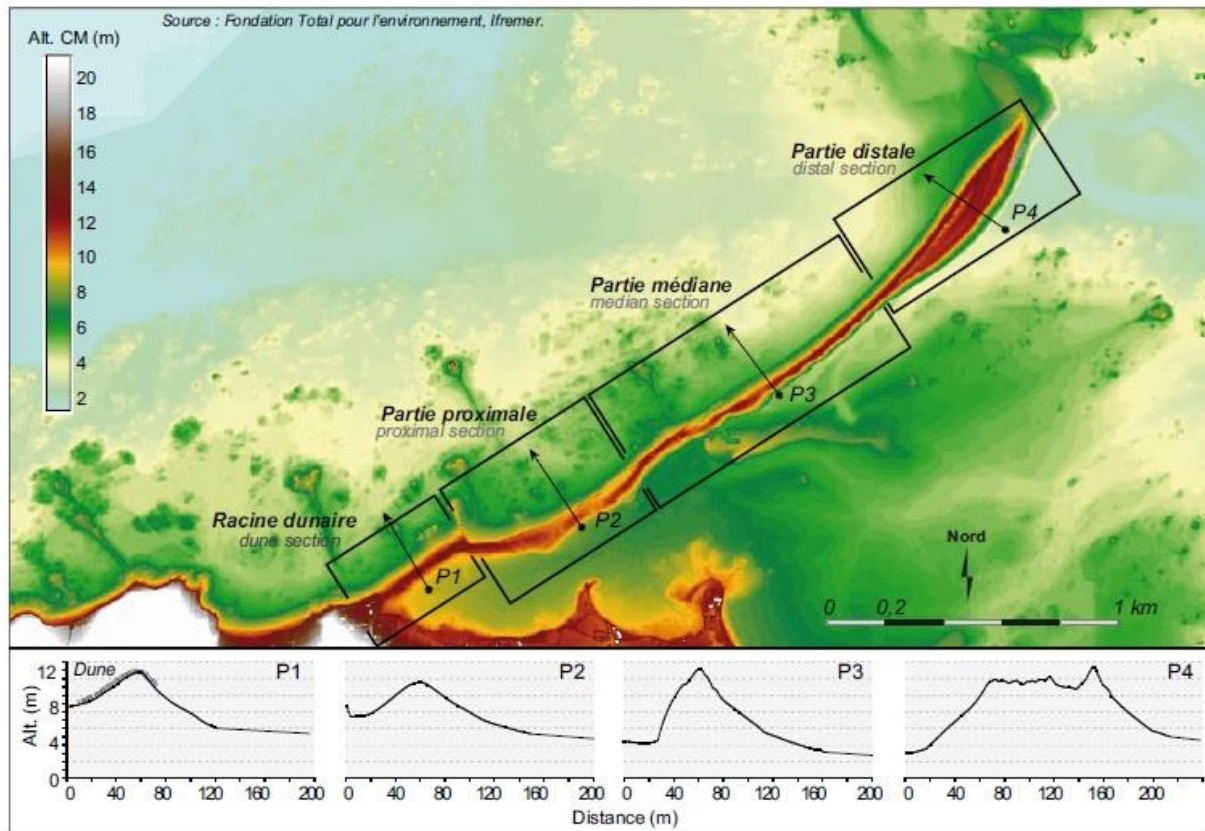 Source : Fondation Total pour l'environnement, Ifremer.
Alt. CM (m)
20
18
16
14
12
10
8
6
4
2
Partie distale
distal section
P4
Partie médiane
median section
P3
Partie proximale
proximal section
P2
Racine dunaire
dune section
P1
Nord
0 0,2 1 km
Alt. (m)
12
8
4
0
Dune
P1
P2
P3
P4
0 40 80 120 160 200
0 40 80 120 160 200
0 40 80 120 160 200
0 40 80 120 160 200
Distance (m)